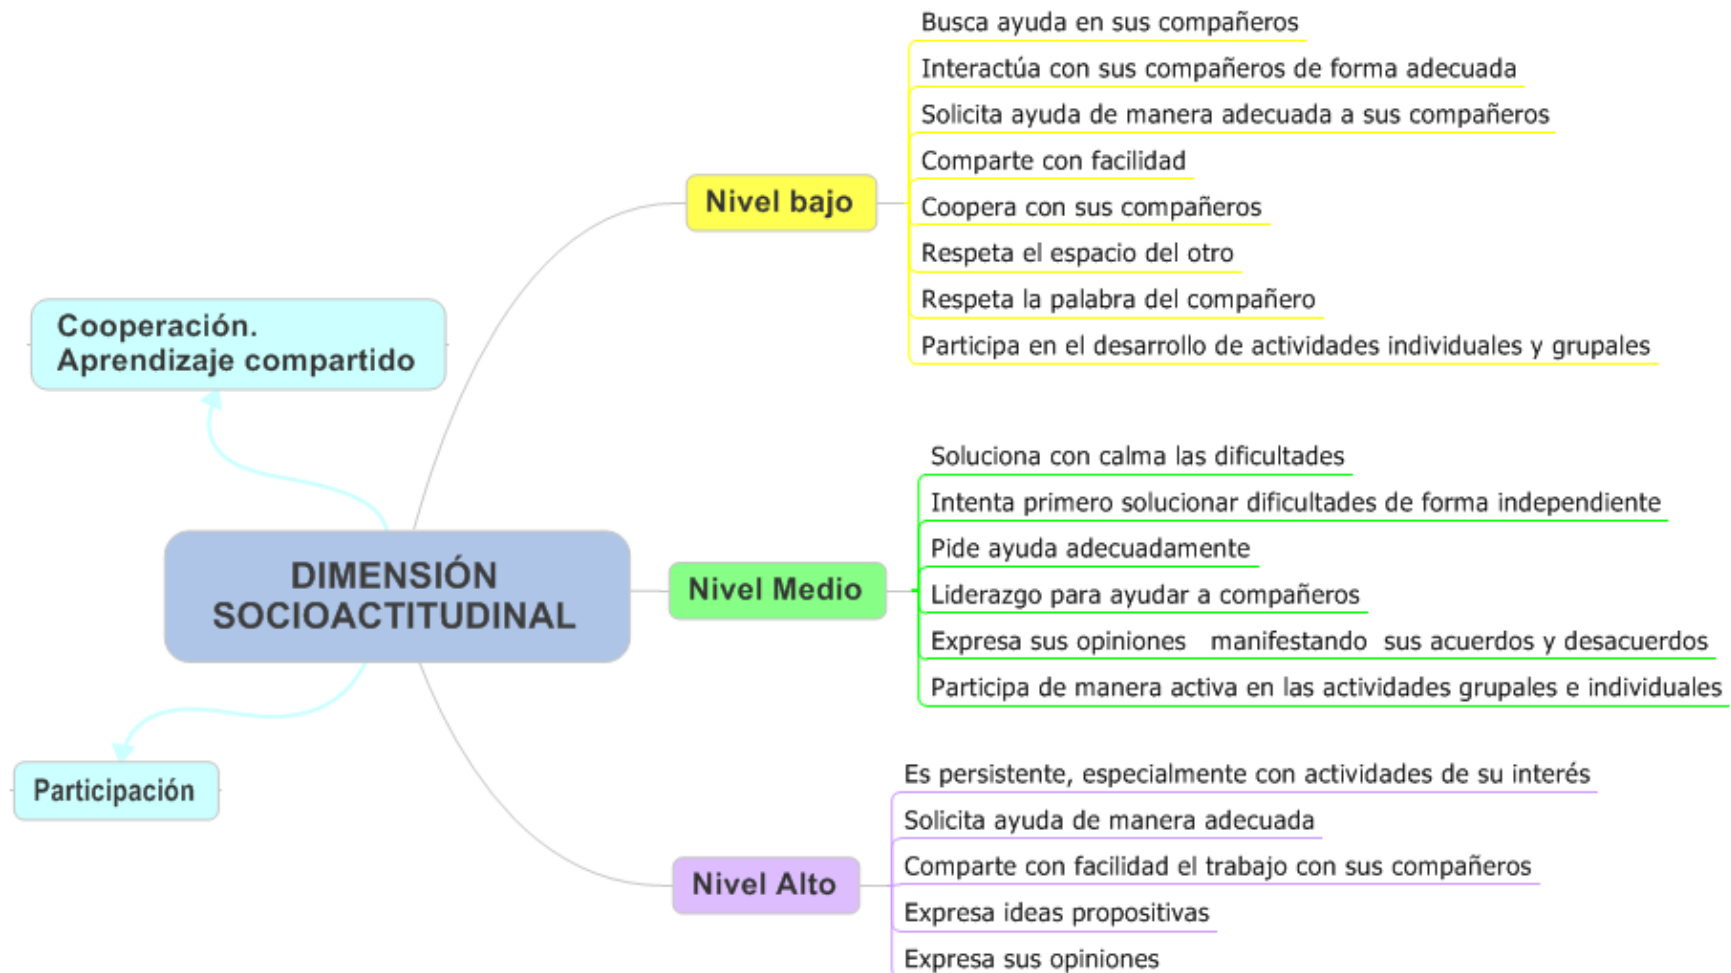 Cooperación.
Aprendizaje compartido
DIMENSIÓN
SOCIOACTITUDINAL
Participación
Nivel bajo
Busca ayuda en sus compañeros
Interactúa con sus compañeros de forma adecuada
Solicita ayuda de manera adecuada a sus compañeros
Comparte con facilidad
Coopera con sus compañeros
Respeta el espacio del otro
Respeta la palabra del compañero
Participa en el desarrollo de actividades individuales y grupales
Nivel Medio
Soluciona con calma las dificultades
Intenta primero solucionar dificultades de forma independiente
Pide ayuda adecuadamente
Liderazgo para ayudar a compañeros
Expresa sus opiniones manifestando sus acuerdos y desacuerdos
Participa de manera activa en las actividades grupales e individuales
Nivel Alto
Es persistente, especialmente con actividades de su interés
Solicita ayuda de manera adecuada
Comparte con facilidad el trabajo con sus compañeros
Expresa ideas propositivas
Expresa sus opiniones